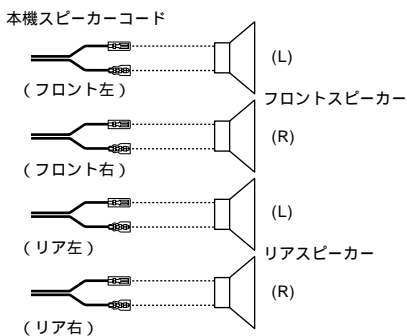 本機スピーカーコード
(L)
(フロント左)
フロントスピーカー
(R)
(フロント右)
(L)
(リア左)
リアスピーカー
(R)
(リア右)